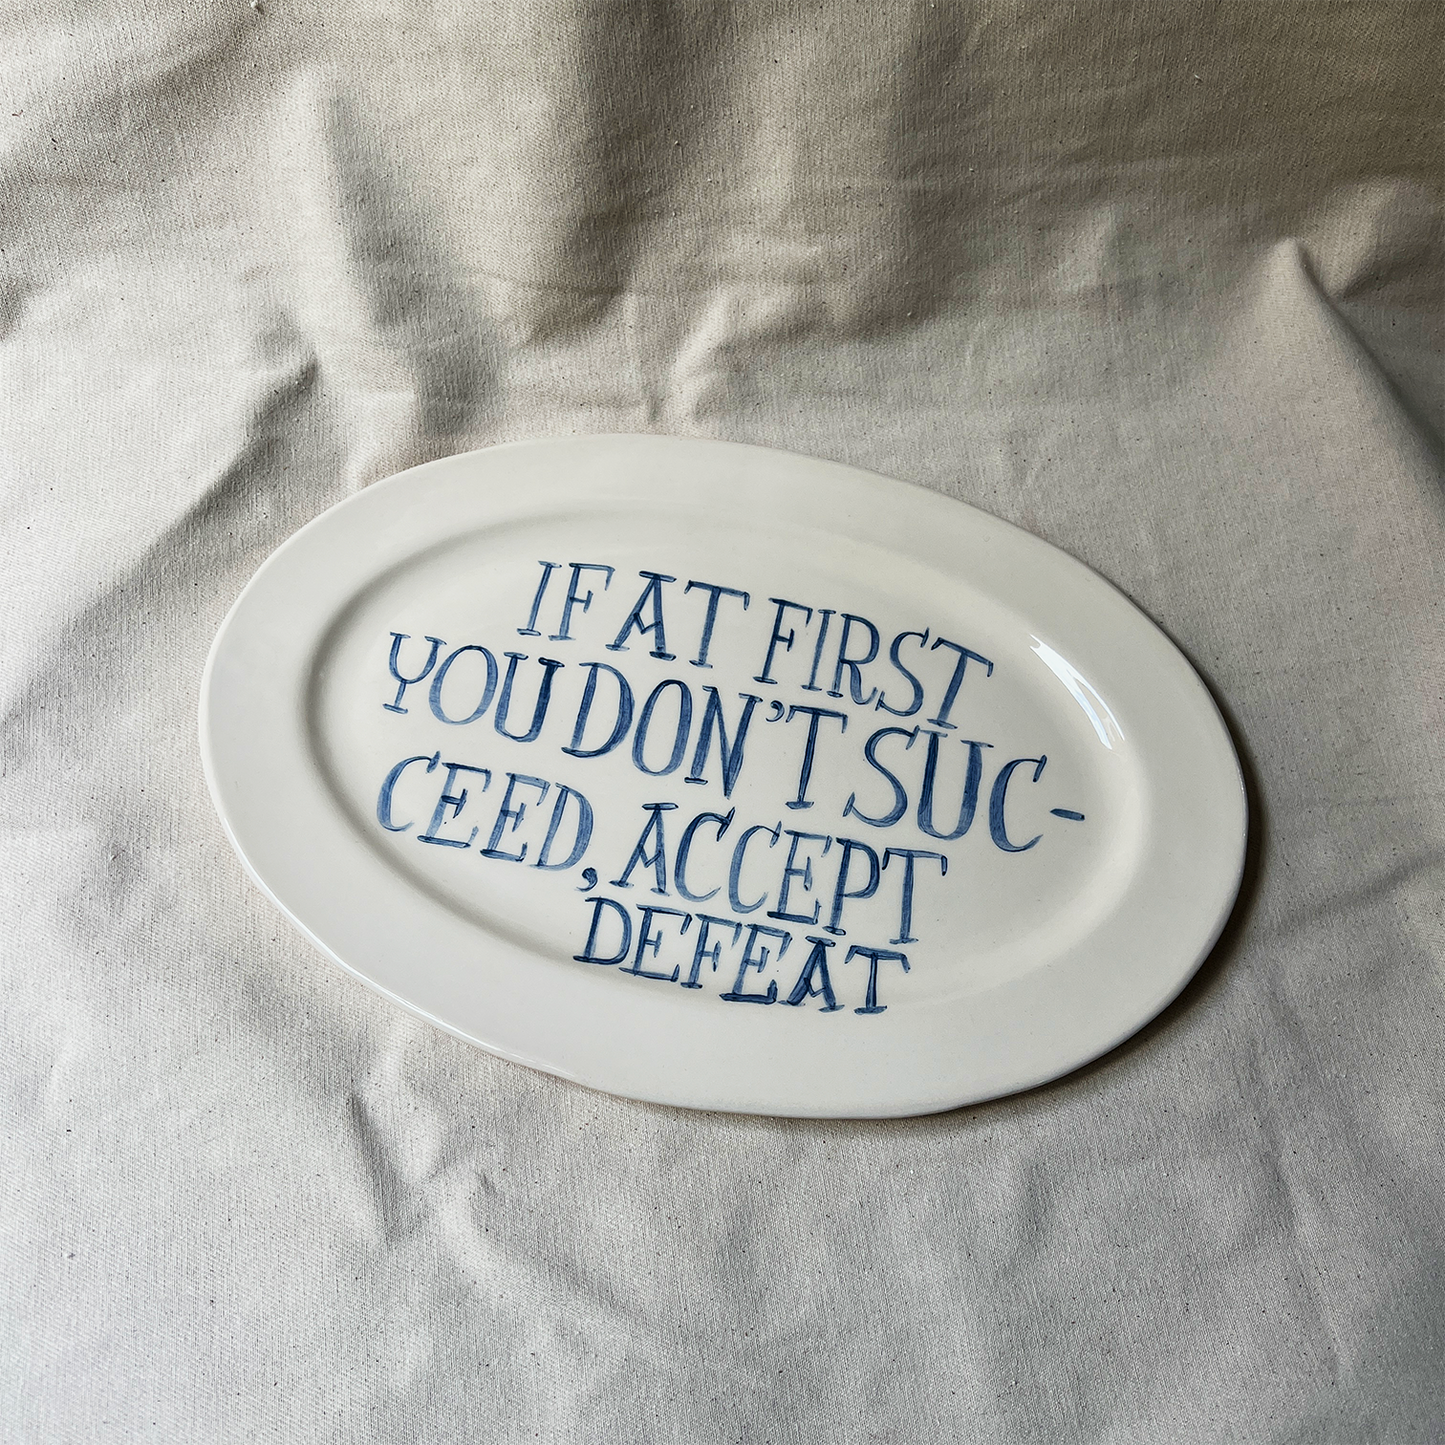 IF AT FIRST
YOU DON'T SUC-
CEED, ACCEPT
DEFEAT